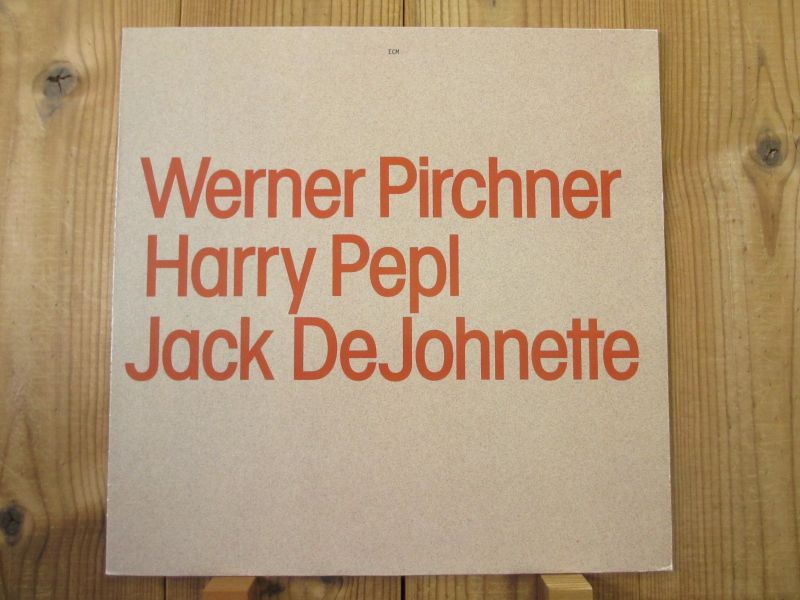 ECM
Werner Pirchner
Harry Pepl
Jack DeJohnette